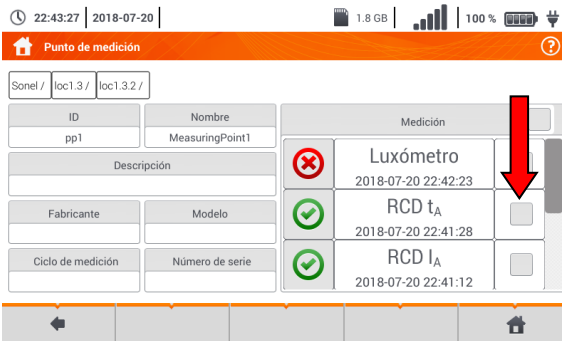 22:43:27 2018-07-20 1.8 GB 100 %
Punto de medición ?
Sonel / loc1.3 / loc1.3.2 /
ID Nombre Medición
pp1 MeasuringPoint1
Descripción
Luxómetro
2018-07-20 22:42:23
Fabricante Modelo
RCD tA
2018-07-20 22:41:28
Ciclo de medición Número de serie
RCD IA
2018-07-20 22:41:12